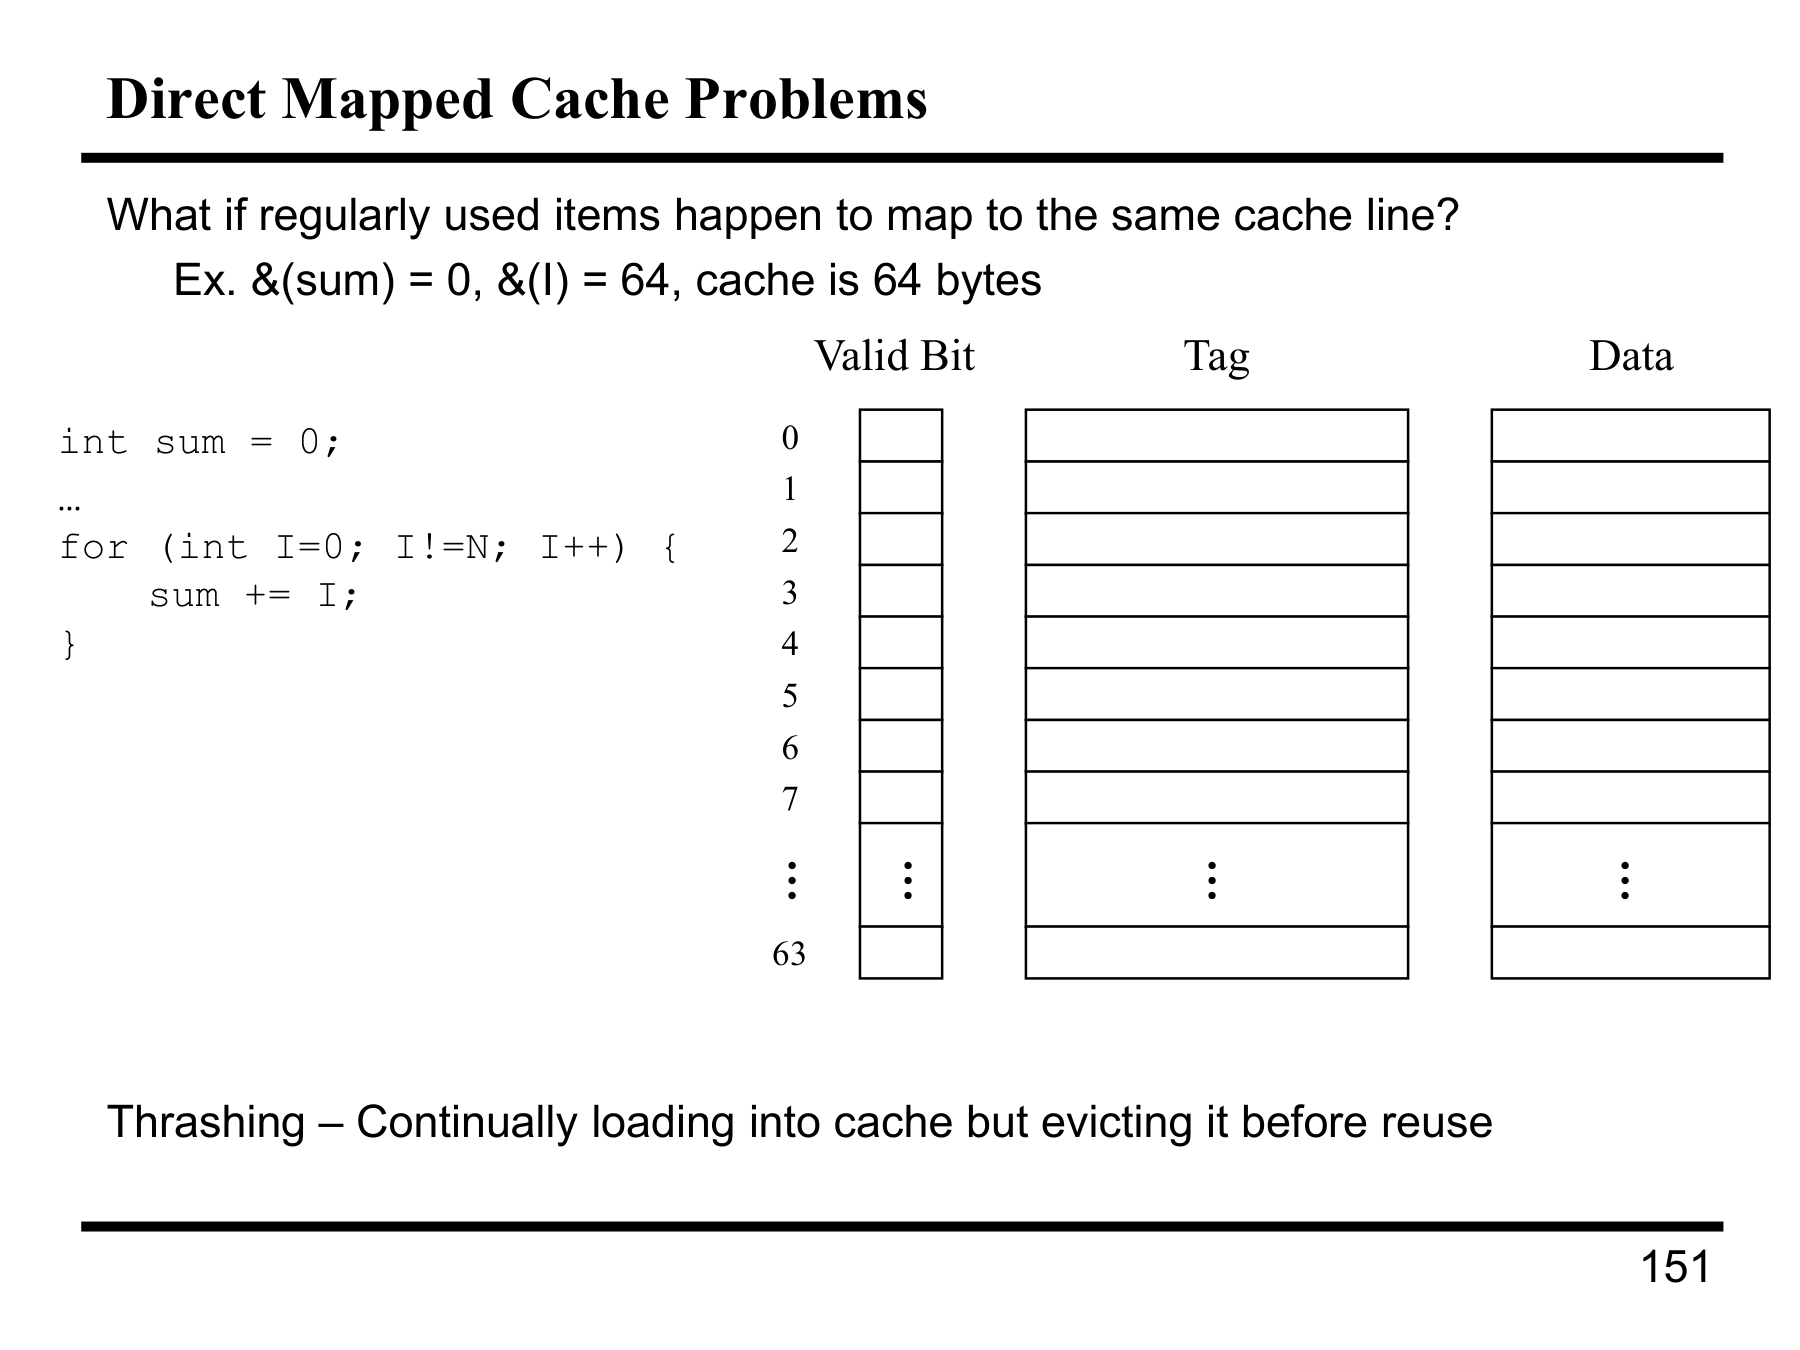 Direct Mapped Cache Problems
What if regularly used items happen to map to the same cache line?
Ex. &(sum) = 0, &(I) = 64, cache is 64 bytes
Valid Bit Tag Data
int sum = 0;
…
for (int I=0; I!=N; I++) {
sum += I;
}
0
1
2
3
4
5
6
7
⋮ ⋮ ⋮ ⋮
63
Thrashing – Continually loading into cache but evicting it before reuse
151